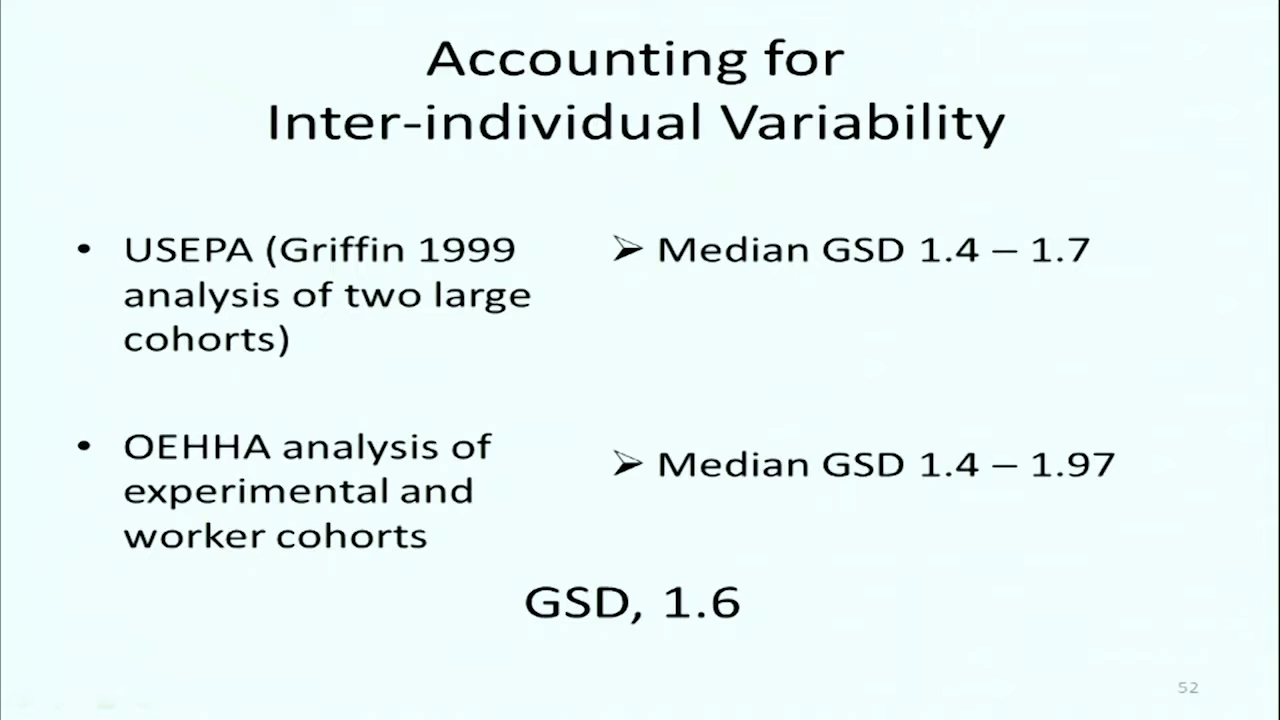 Accounting for
Inter-individual Variability
• USEPA (Griffin 1999
analysis of two large
cohorts)
➢ Median GSD 1.4 – 1.7
• OEHHA analysis of
experimental and
worker cohorts
➢ Median GSD 1.4 – 1.97
GSD, 1.6
52